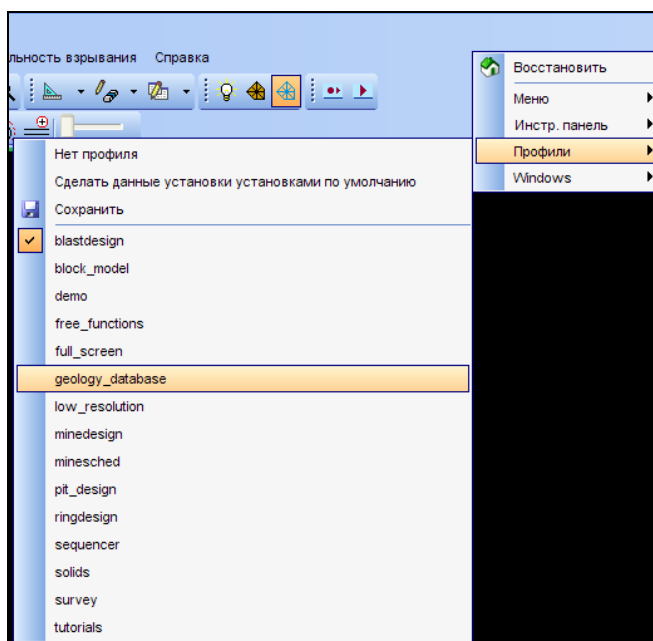 льность взрывания Справка
Восстановить
Меню
Инстр. панель
Профили
Windows
Нет профиля
Сделать данные установки установками по умолчанию
Сохранить
blastdesign
block_model
demo
free_functions
full_screen
geology_database
low_resolution
minedesign
minesched
pit_design
ringdesign
sequencer
solids
survey
tutorials